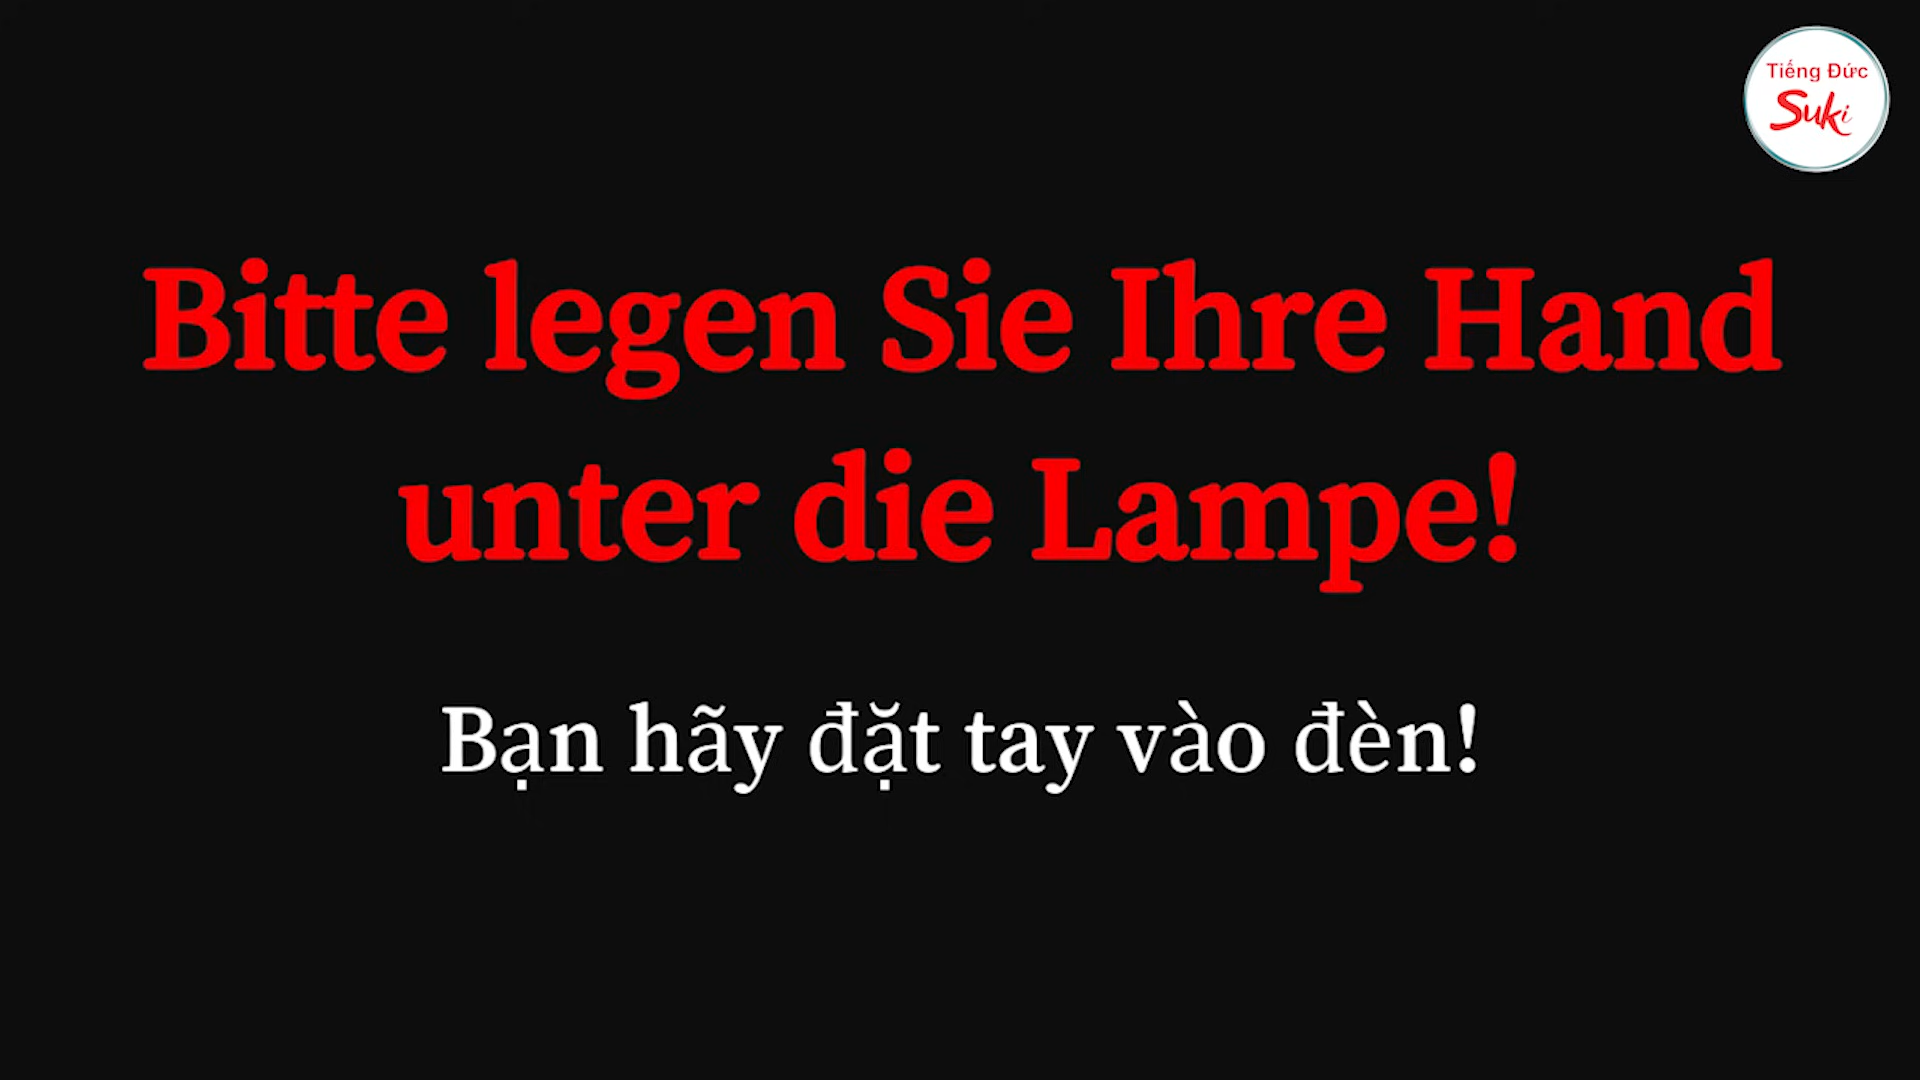 Tiếng Đức
Suki
Bitte legen Sie Ihre Hand
unter die Lampe!
Bạn hãy đặt tay vào đèn!